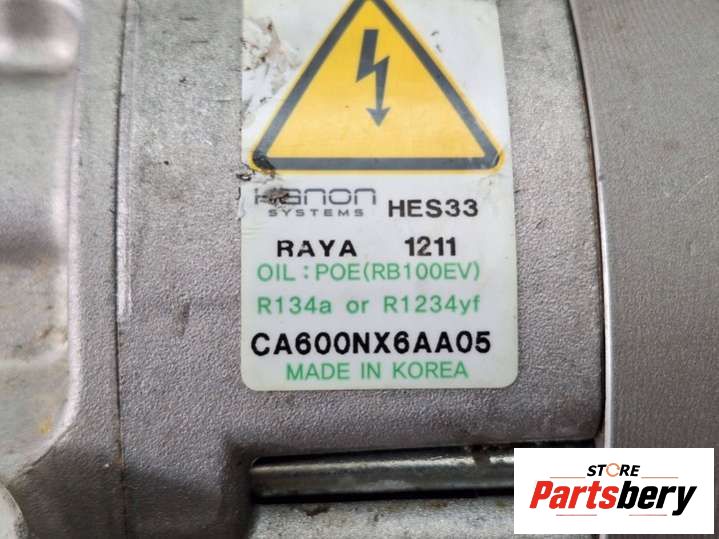 Hanon
SYSTEMS HES33
RAYA 1211
OIL : POE(RB100EV)
R134a or R1234yf
CA600NX6AA05
MADE IN KOREA
STORE
Partsbery